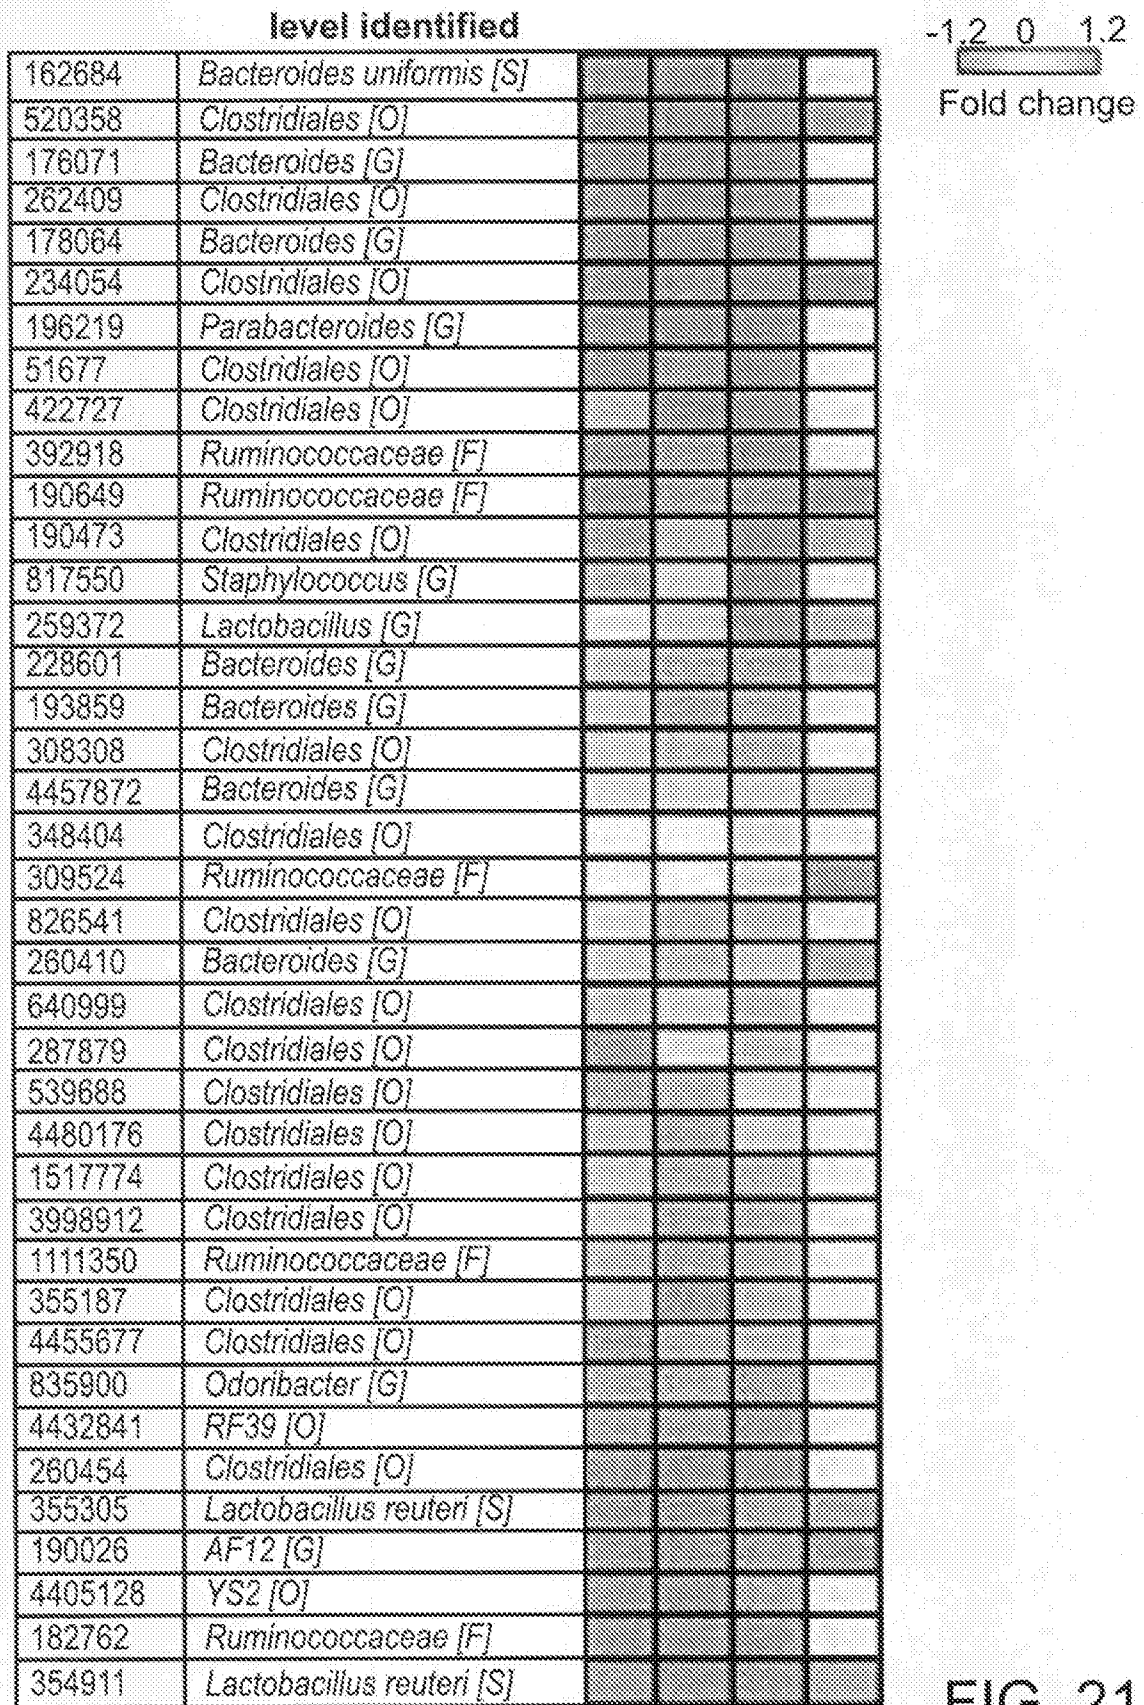 level identified
-1.2 0 1.2
Fold change
162684 Bacteroides uniformis [S]
520358 Clostridiales [O]
176071 Bacteroides [G]
262409 Clostridiales [O]
178064 Bacteroides [G]
234054 Clostridiales [O]
196219 Parabacteroides [G]
51677 Clostridiales [O]
422727 Clostridiales [O]
392918 Ruminococcaceae [F]
190649 Ruminococcaceae [F]
190473 Clostridiales [O]
817550 Staphylococcus [G]
259372 Lactobacillus [G]
228601 Bacteroides [G]
193859 Bacteroides [G]
308308 Clostridiales [O]
4457872 Bacteroides [G]
348404 Clostridiales [O]
309524 Ruminococcaceae [F]
826541 Clostridiales [O]
260410 Bacteroides [G]
640999 Clostridiales [O]
287879 Clostridiales [O]
539688 Clostridiales [O]
4480176 Clostridiales [O]
1517774 Clostridiales [O]
3998912 Clostridiales [O]
1111350 Ruminococcaceae [F]
355187 Clostridiales [O]
4455677 Clostridiales [O]
835900 Odoribacter [G]
4432841 RF39 [O]
260454 Clostridiales [O]
355305 Lactobacillus reuteri [S]
190026 AF12 [G]
4405128 YS2 [O]
182762 Ruminococcaceae [F]
354911 Lactobacillus reuteri [S]
FIG. 21